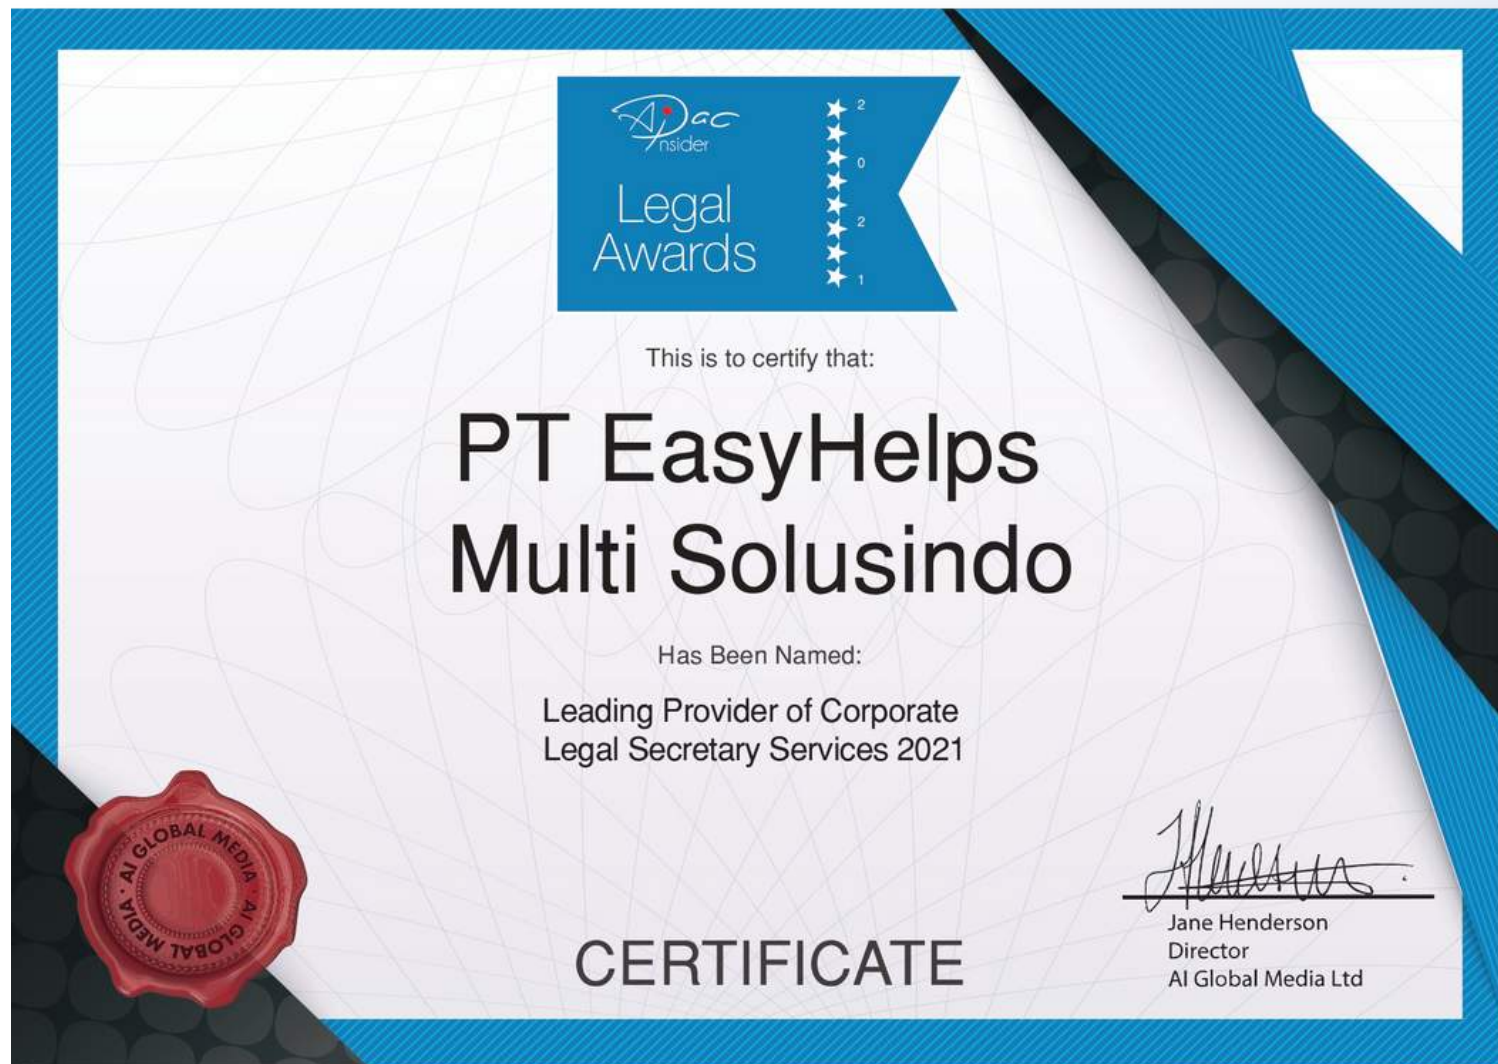 Apac
Insider
Legal
Awards
2
0
2
1
This is to certify that:
PT EasyHelps
Multi Solusindo
Has Been Named:
Leading Provider of Corporate
Legal Secretary Services 2021
AI GLOBAL MEDIA · AI GLOBAL MEDIA ·
CERTIFICATE
Jane Henderson
Director
AI Global Media Ltd